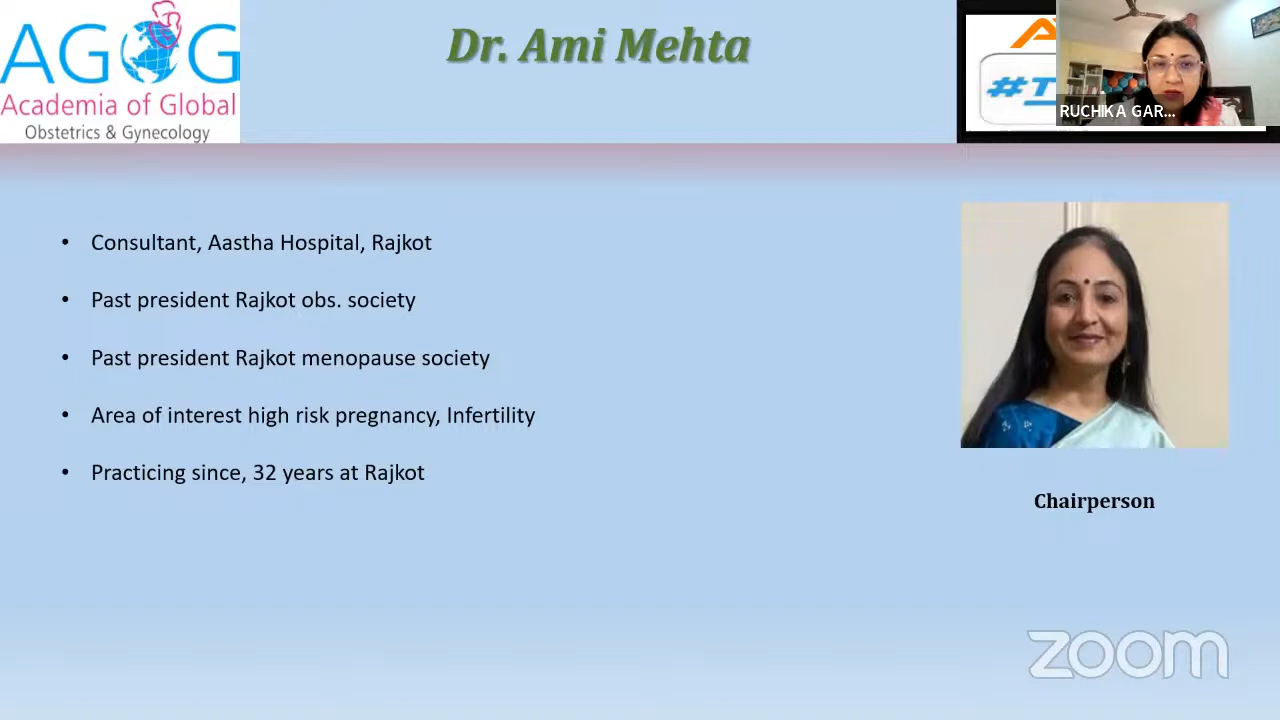 AGOG
Academia of Global
Obstetrics & Gynecology
Dr. Ami Mehta
#T
RUCHIKA GAR...
• Consultant, Aastha Hospital, Rajkot
• Past president Rajkot obs. society
• Past president Rajkot menopause society
• Area of interest high risk pregnancy, Infertility
• Practicing since, 32 years at Rajkot
Chairperson
zoom